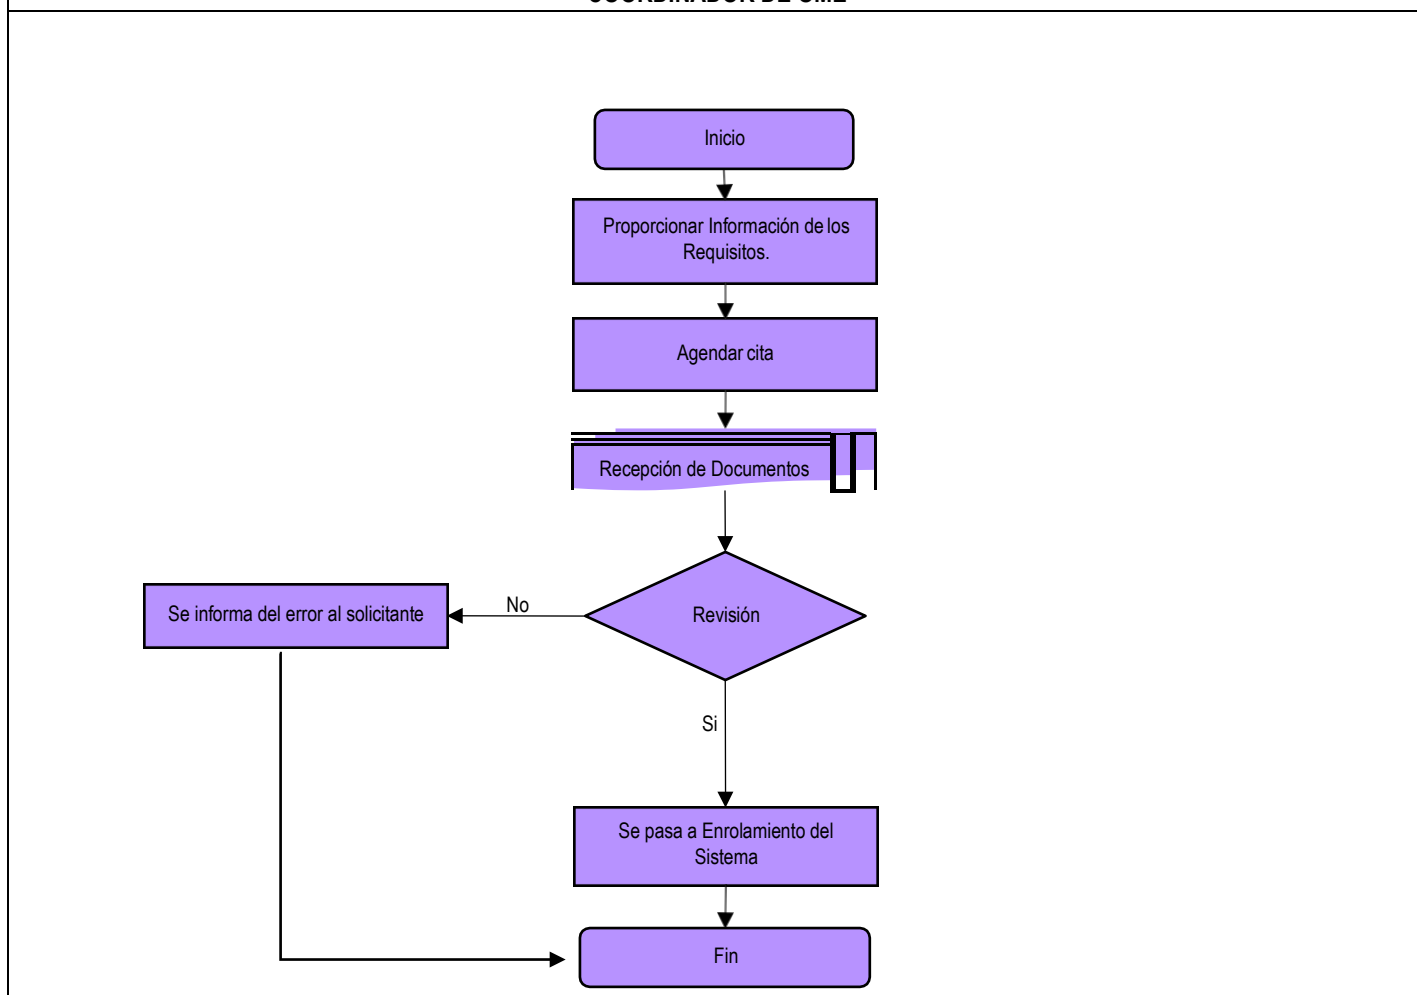 Inicio
Proporcionar Información de los
Requisitos.
Agendar cita
Recepción de Documentos
Se informa del error al solicitante
No
Revisión
Si
Se pasa a Enrolamiento del
Sistema
Fin